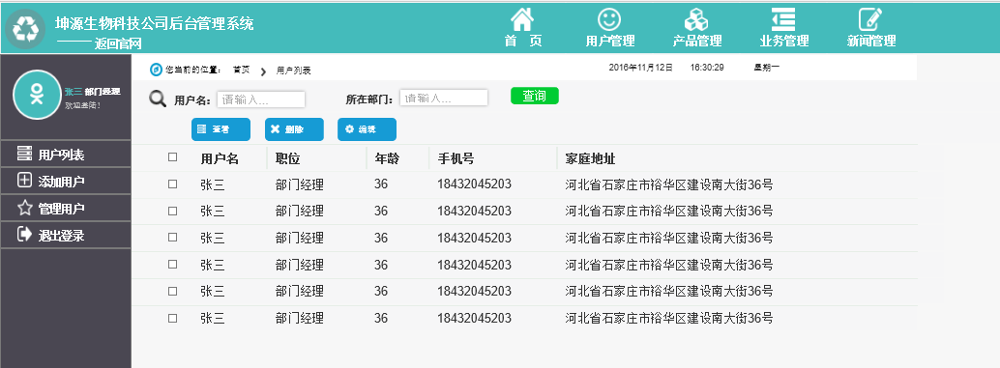 坤源生物科技公司后台管理系统
—— 返回官网
首 页 用户管理 产品管理 业务管理 新闻管理
张三 部门经理
欢迎登陆!
用户列表
添加用户
管理用户
退出登录
您当前的位置: 首页 > 用户列表 2016年11月12日 16:30:29 星期一
用户名: 请输入... 所在部门: 请输入... 查询
查看 删除 编辑
用户名 职位 年龄 手机号 家庭地址
张三 部门经理 36 18432045203 河北省石家庄市裕华区建设南大街36号
张三 部门经理 36 18432045203 河北省石家庄市裕华区建设南大街36号
张三 部门经理 36 18432045203 河北省石家庄市裕华区建设南大街36号
张三 部门经理 36 18432045203 河北省石家庄市裕华区建设南大街36号
张三 部门经理 36 18432045203 河北省石家庄市裕华区建设南大街36号
张三 部门经理 36 18432045203 河北省石家庄市裕华区建设南大街36号